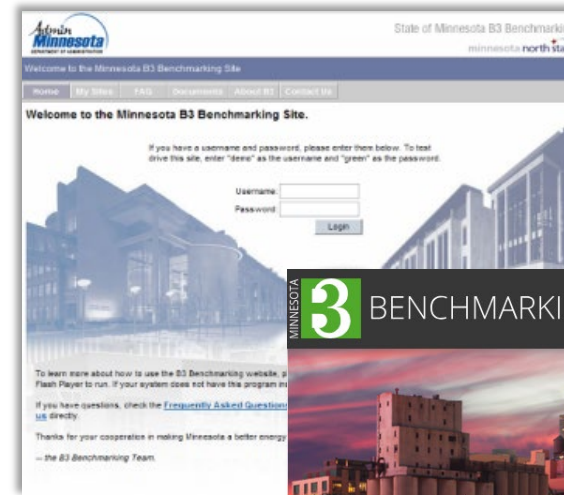 Admin
Minnesota
DEPARTMENT OF ADMINISTRATION
State of Minnesota B3 Benchmarki
minnesota north sta
Welcome to the Minnesota B3 Benchmarking Site
Home My Sites FAQ Documents About B3 Contact Us
Welcome to the Minnesota B3 Benchmarking Site.
If you have a username and password, please enter them below. To test
drive this site, enter "demo" as the username and "green" as the password.
Username:
Password:
Login
MINNESOTA
B3 BENCHMARKI
To learn more about how to use the B3 Benchmarking website, p
Flash Player to run. If your system does not have this program in
If you have questions, check the Frequently Asked Questions
us directly.
Thanks for your cooperation in making Minnesota a better energy
-- the B3 Benchmarking Team.